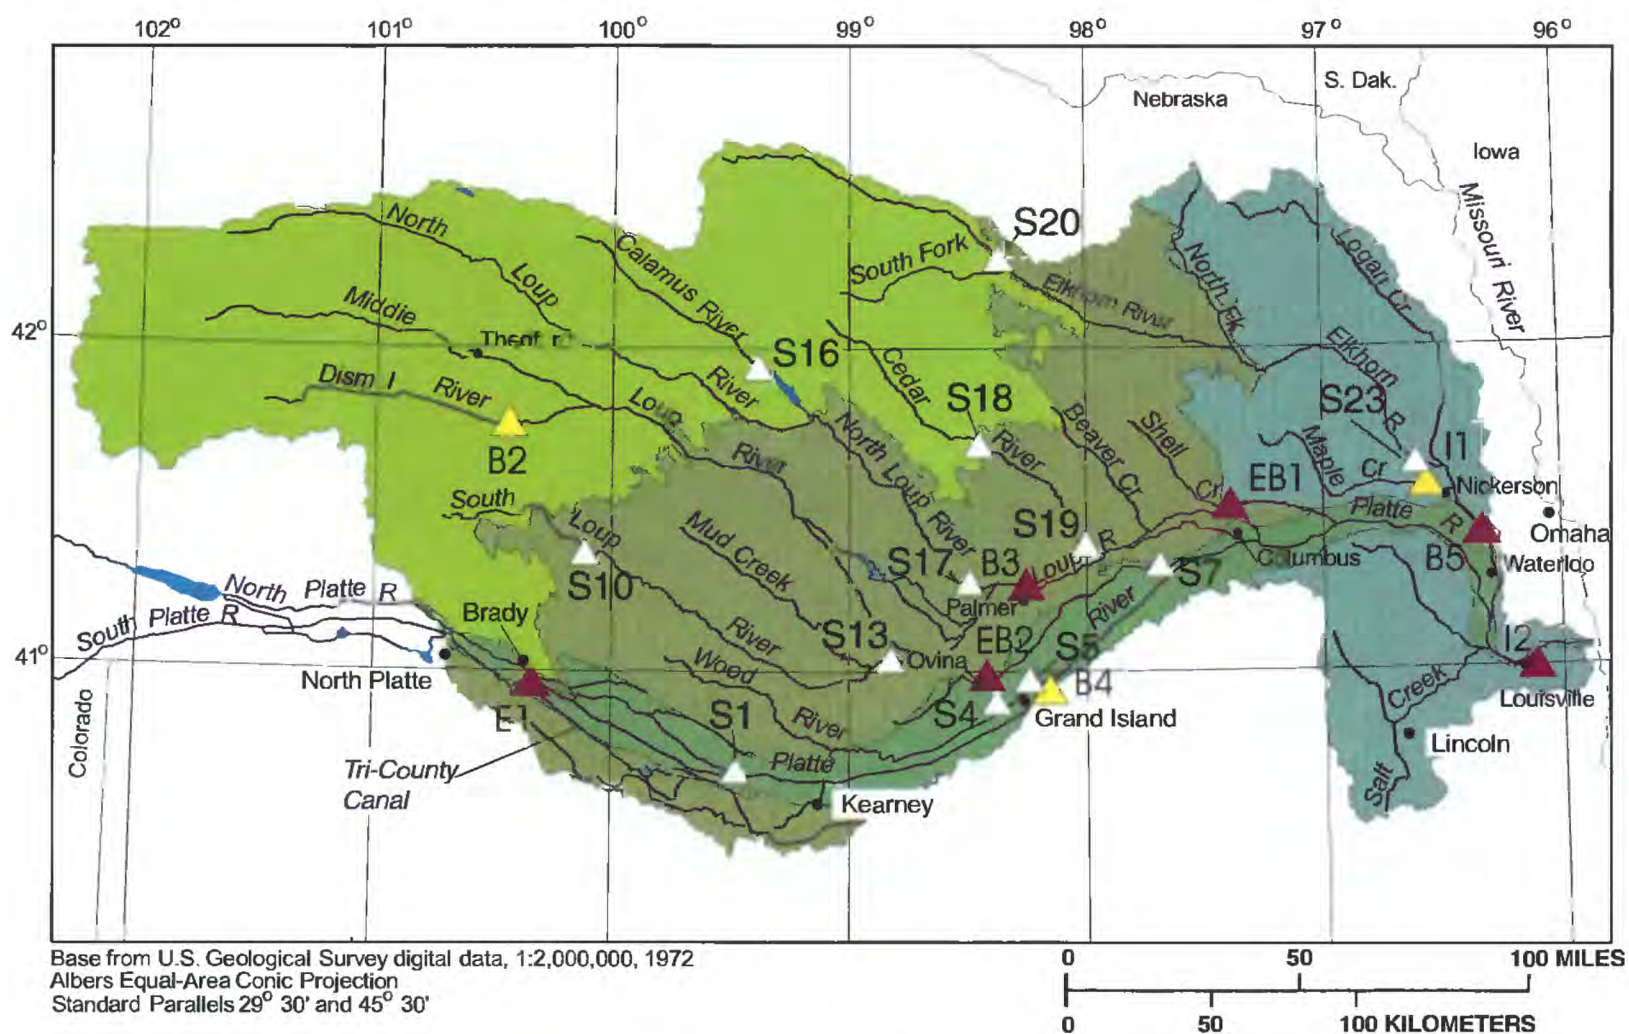 102° 101° 100° 99° 98° 97° 96°
S. Dak.
Nebraska
Iowa
Missouri River
North
Loup
Calamus River
South Fork
S20
Elkhorn River
North Fk
Logan Cr
42°
Middle
River
S16
Cedar
Elkhorn
R
Dismal
River
Loup
River
S18
S23
B2
North Loup River
River
Beaver Cr
Shell
Cr
Maple
Cr
I1
Nickerson
EB1
Platte
R
South
Loup
Mud Creek
S19
Omaha
Columbus
B5
Waterloo
S10
S17
B3
Loup
R
S7
North Platte R
South Platte R
Brady
River
S13
Palmer
River
41°
Ovina
EB2
S5
I2
North Platte
Wood
River
S4
B4
Grand Island
Creek
Louisville
Colorado
E1
S1
Platte
Lincoln
Tri-County
Canal
Kearney
Salt
Base from U.S. Geological Survey digital data, 1:2,000,000, 1972
Albers Equal-Area Conic Projection
Standard Parallels 29° 30' and 45° 30'
0 50 100 MILES
0 50 100 KILOMETERS